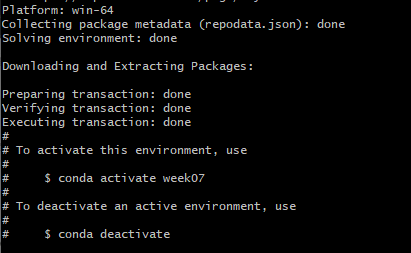 Platform: win-64
Collecting package metadata (repodata.json): done
Solving environment: done
Downloading and Extracting Packages:
Preparing transaction: done
Verifying transaction: done
Executing transaction: done
#
# To activate this environment, use
#
#     $ conda activate week07
#
# To deactivate an active environment, use
#
#     $ conda deactivate